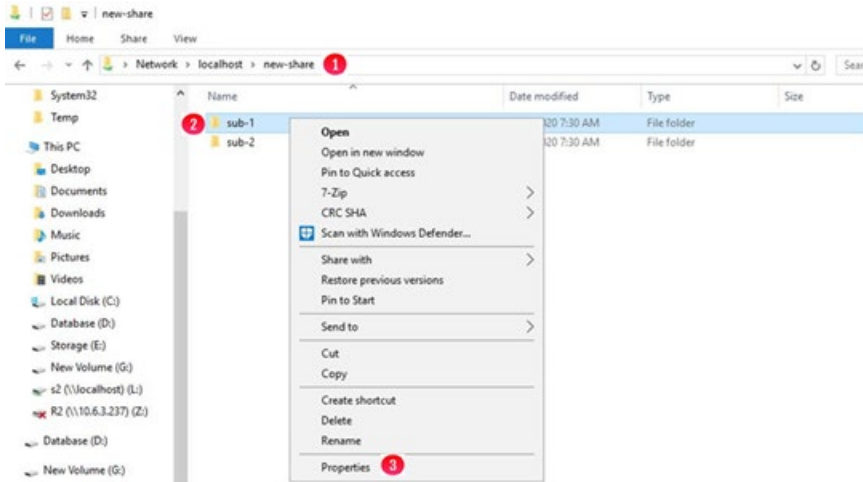 new-share
File Home Share View
Network > localhost > new-share 1
System32
Temp
This PC
Desktop
Documents
Downloads
Music
Pictures
Videos
Local Disk (C:)
Database (D:)
Storage (E:)
New Volume (G:)
s2 (\\localhost) (L:)
R2 (\\10.6.3.237) (Z:)
Database (D:)
New Volume (G:)
Name Date modified Type Size
2 sub-1 7:30 AM File folder
sub-2 7:30 AM File folder
Open
Open in new window
Pin to Quick access
7-Zip
CRC SHA
Scan with Windows Defender...
Share with
Restore previous versions
Pin to Start
Send to
Cut
Copy
Create shortcut
Delete
Rename
Properties 3